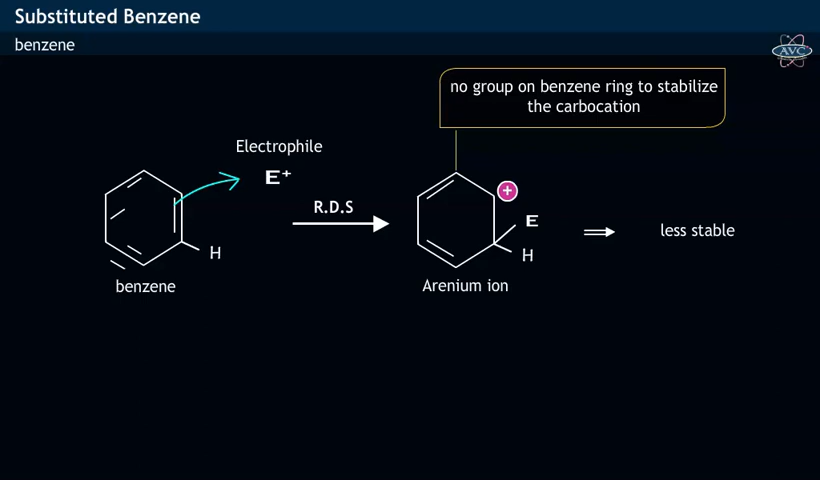 Substituted Benzene
benzene
AVC
no group on benzene ring to stabilize
the carbocation
Electrophile
E⁺
R.D.S
+
E
H
H
less stable
benzene
Arenium ion